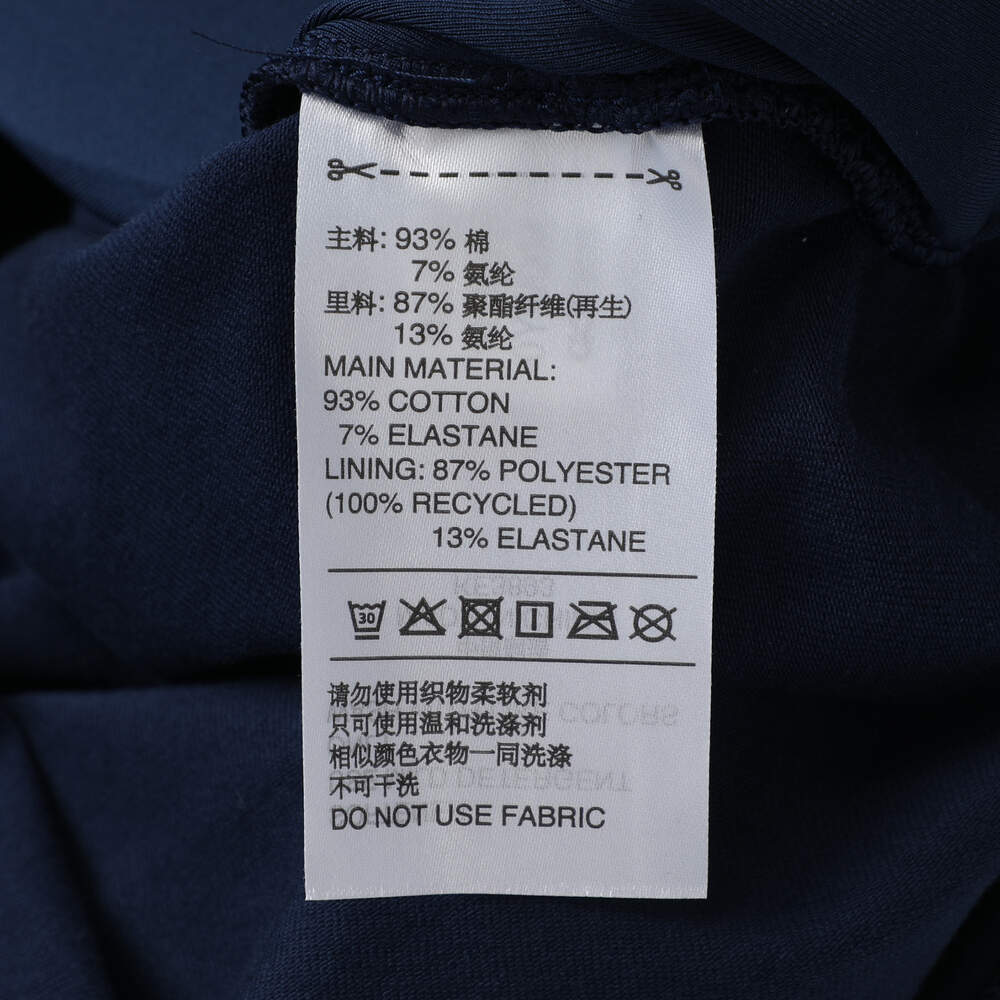 主料: 93% 棉
7% 氨纶
里料: 87% 聚酯纤维(再生)
13% 氨纶
MAIN MATERIAL:
93% COTTON
7% ELASTANE
LINING: 87% POLYESTER
(100% RECYCLED)
13% ELASTANE
30
请勿使用织物柔软剂
只可使用温和洗涤剂
相似颜色衣物一同洗涤
不可干洗
DO NOT USE FABRIC